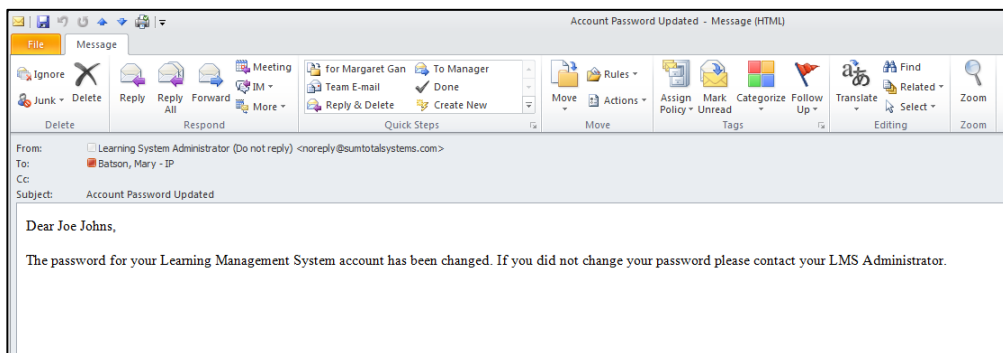 Account Password Updated - Message (HTML)
File Message
Ignore
Junk
Delete
Reply
Reply All
Forward
Meeting
IM
More
for Margaret Gan
To Manager
Team E-mail
Done
Reply & Delete
Create New
Move
Rules
Actions
Assign Policy
Mark Unread
Categorize
Follow Up
Translate
Find
Related
Select
Zoom
Delete Respond Quick Steps Move Tags Editing Zoom
From: Learning System Administrator (Do not reply) <noreply@sumtotalsystems.com>
To: Batson, Mary - IP
Cc:
Subject: Account Password Updated
Dear Joe Johns,
The password for your Learning Management System account has been changed. If you did not change your password please contact your LMS Administrator.